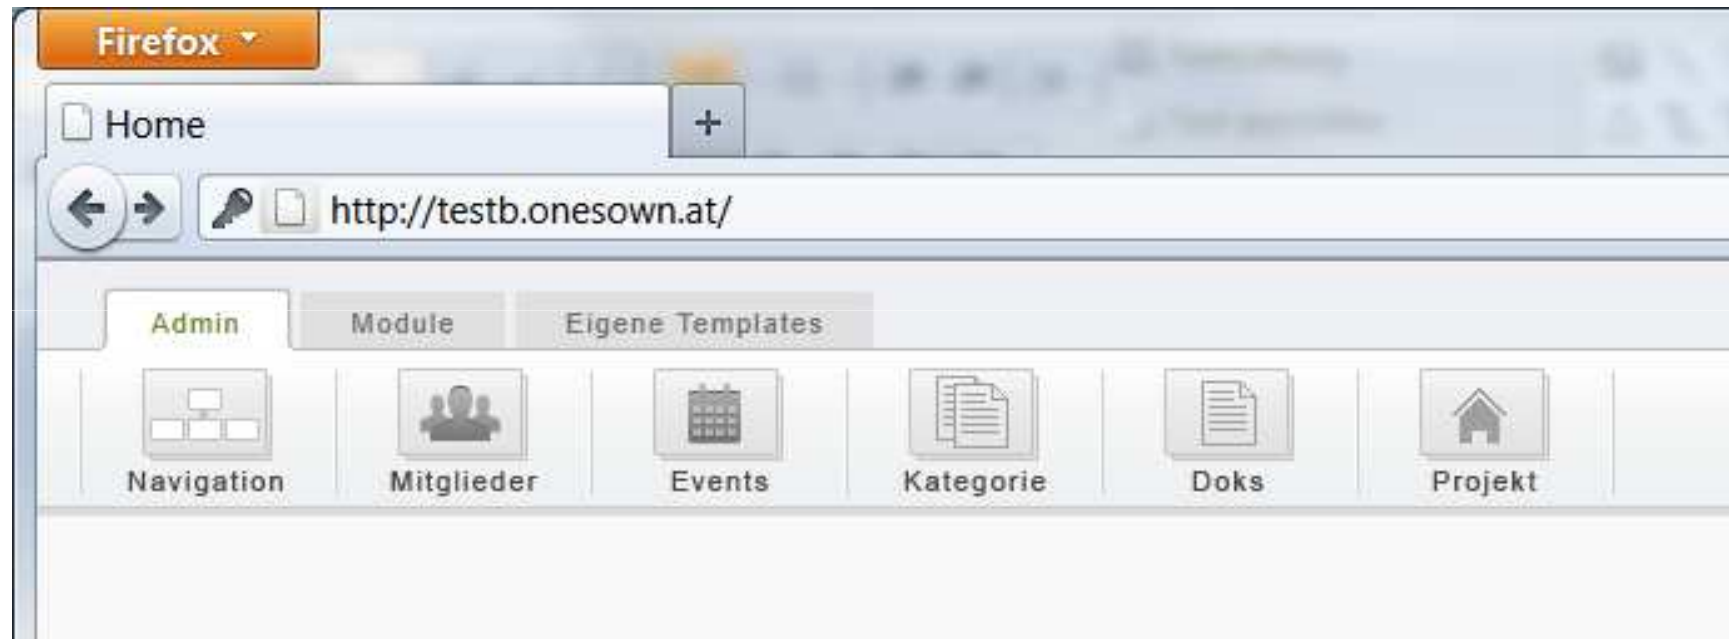 Firefox
Home
http://testb.onesown.at/
Admin Module Eigene Templates
Navigation Mitglieder Events Kategorie Doks Projekt